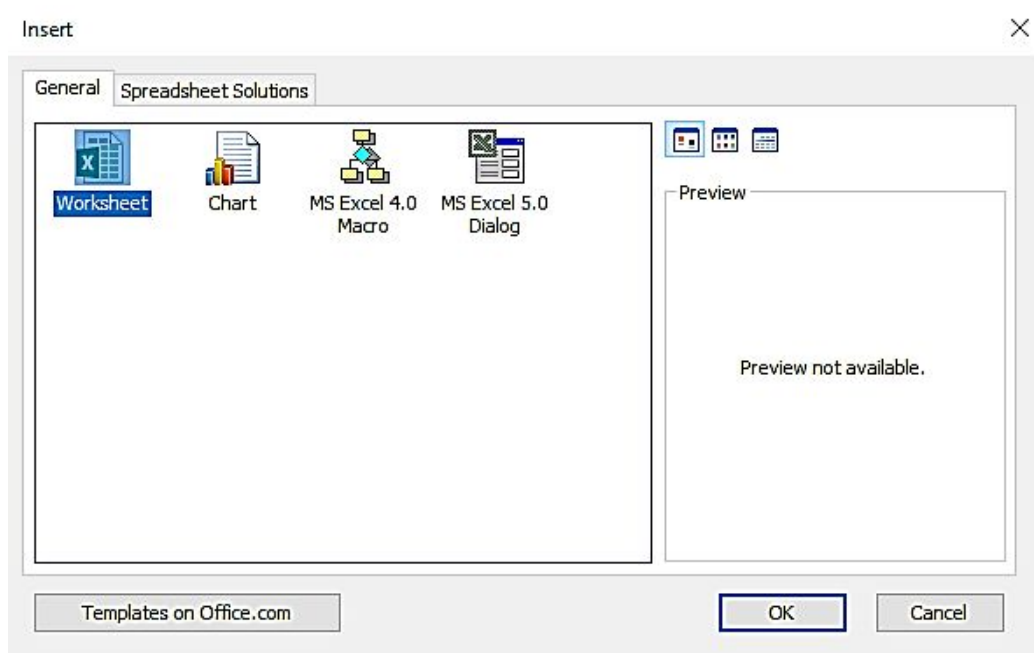 Insert
General
Spreadsheet Solutions
Worksheet
Chart
MS Excel 4.0
Macro
MS Excel 5.0
Dialog
Preview
Preview not available.
Templates on Office.com
OK
Cancel